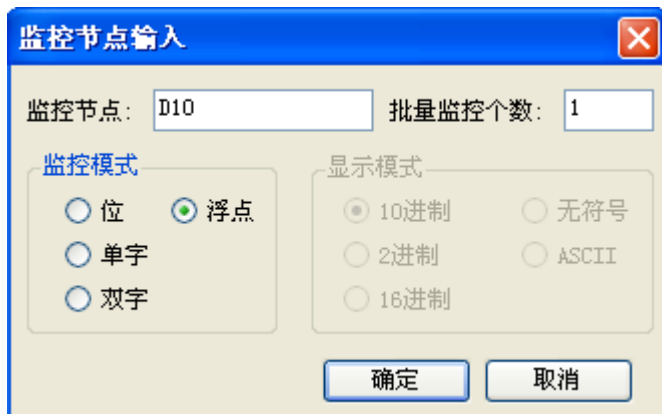 监控节点输入
监控节点: D10 批量监控个数: 1
监控模式 显示模式
位 浮点 10进制 无符号
单字 2进制 ASCII
双字 16进制
确定 取消